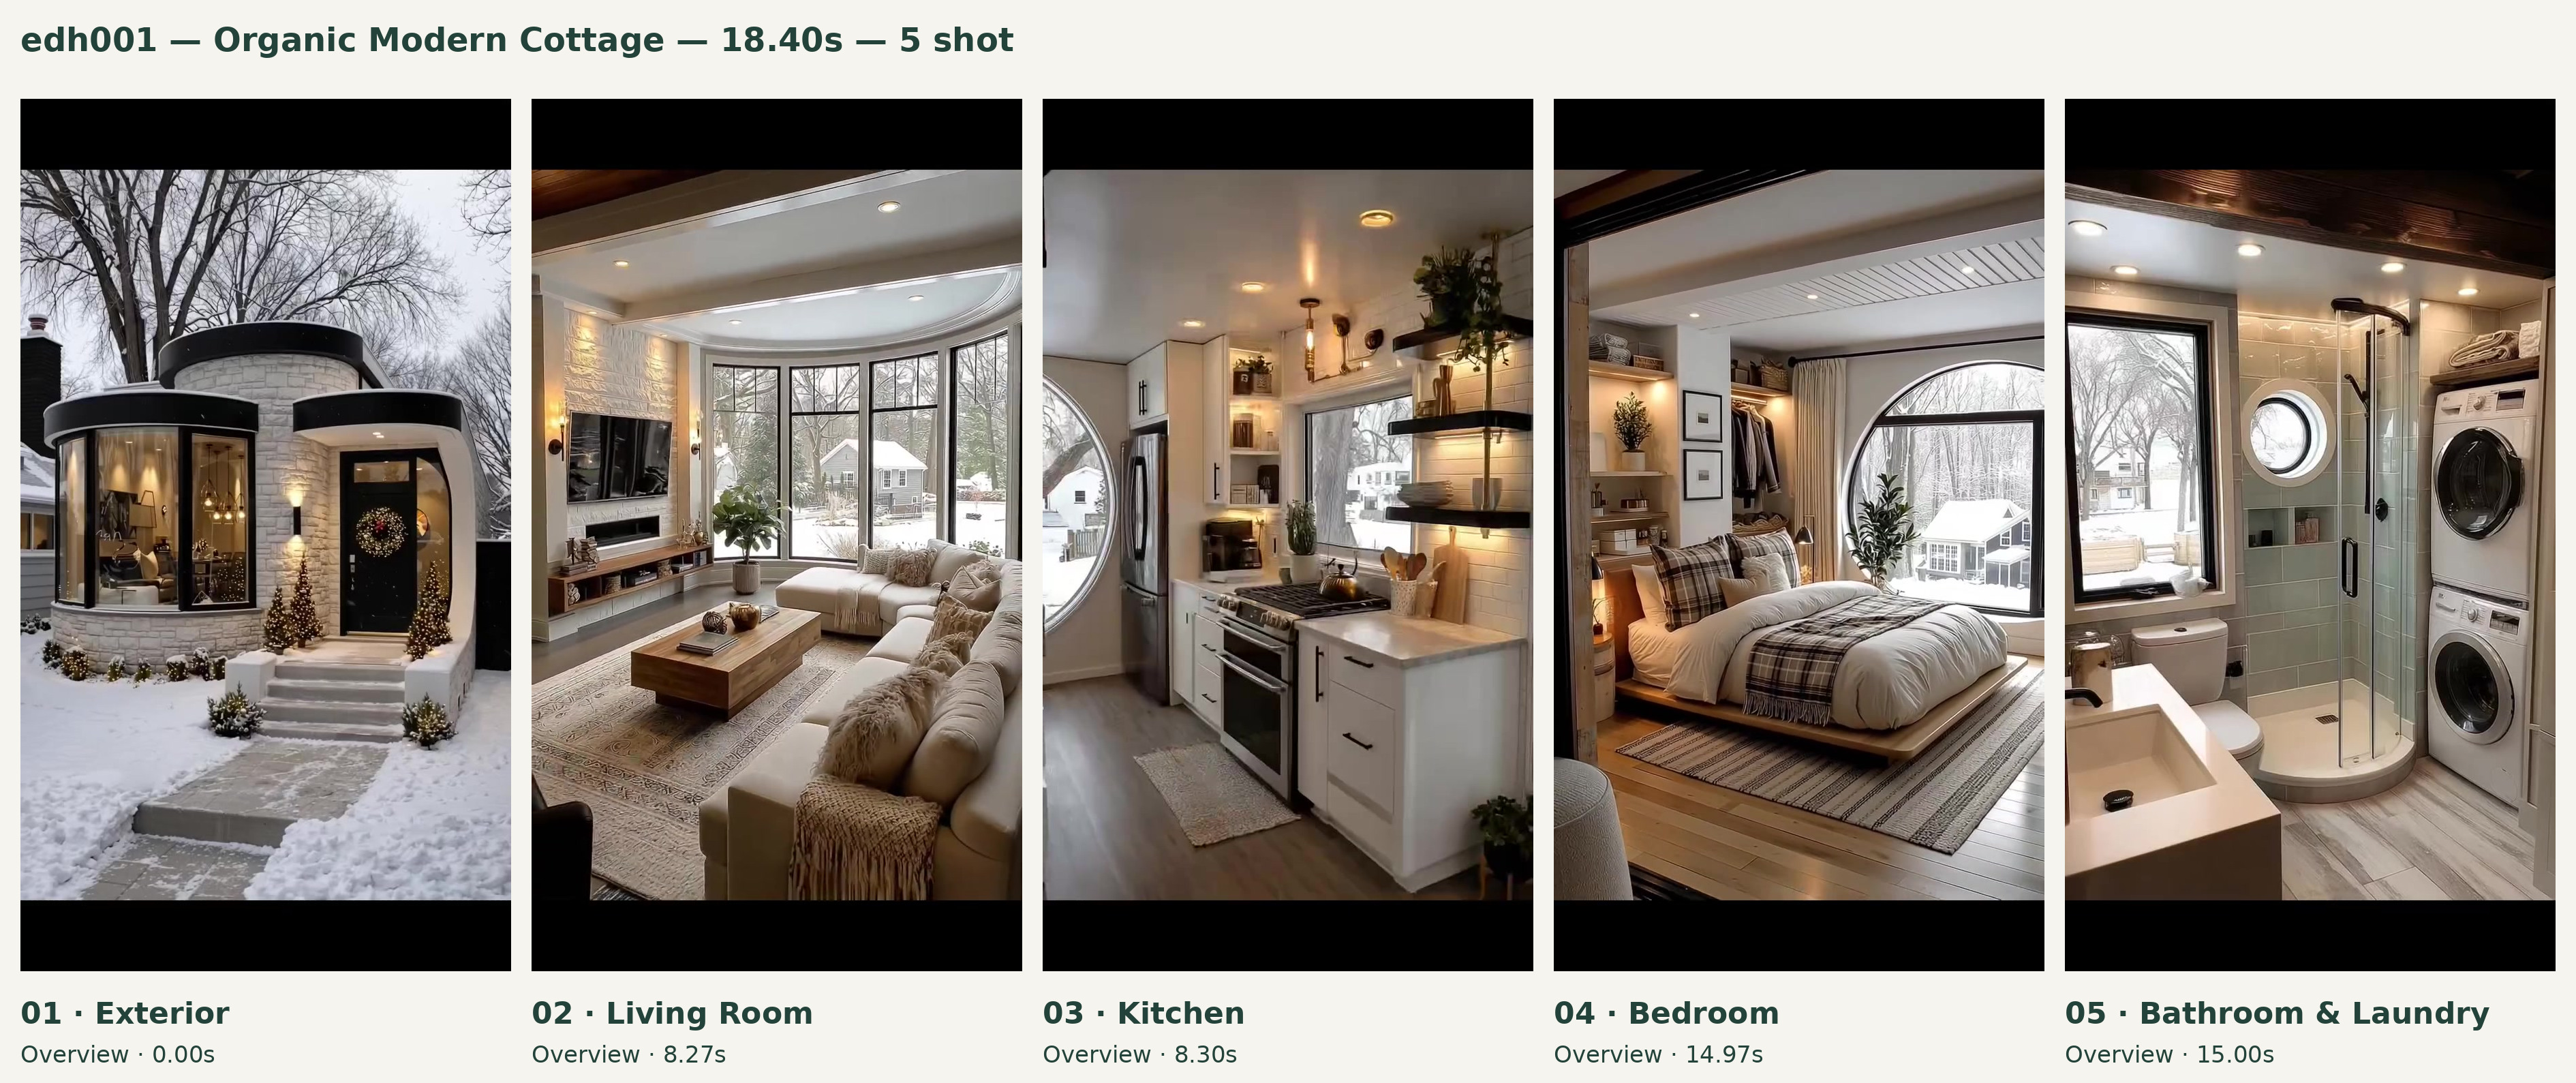 edh001 — Organic Modern Cottage — 18.40s — 5 shot
01 · Exterior
Overview · 0.00s
02 · Living Room
Overview · 8.27s
03 · Kitchen
Overview · 8.30s
04 · Bedroom
Overview · 14.97s
05 · Bathroom & Laundry
Overview · 15.00s